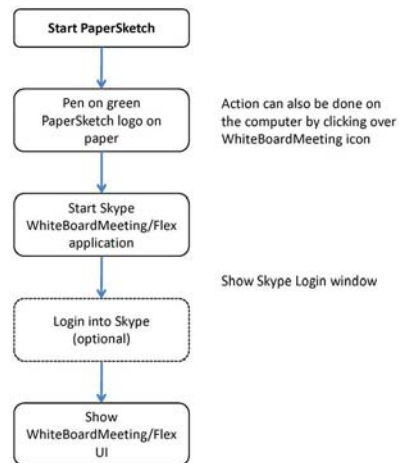 Start PaperSketch
Pen on green
PaperSketch logo on
paper
Action can also be done on
the computer by clicking over
WhiteBoardMeeting icon
Start Skype
WhiteBoardMeeting/Flex
application
Show Skype Login window
Login into Skype
(optional)
Show
WhiteBoardMeeting/Flex
UI